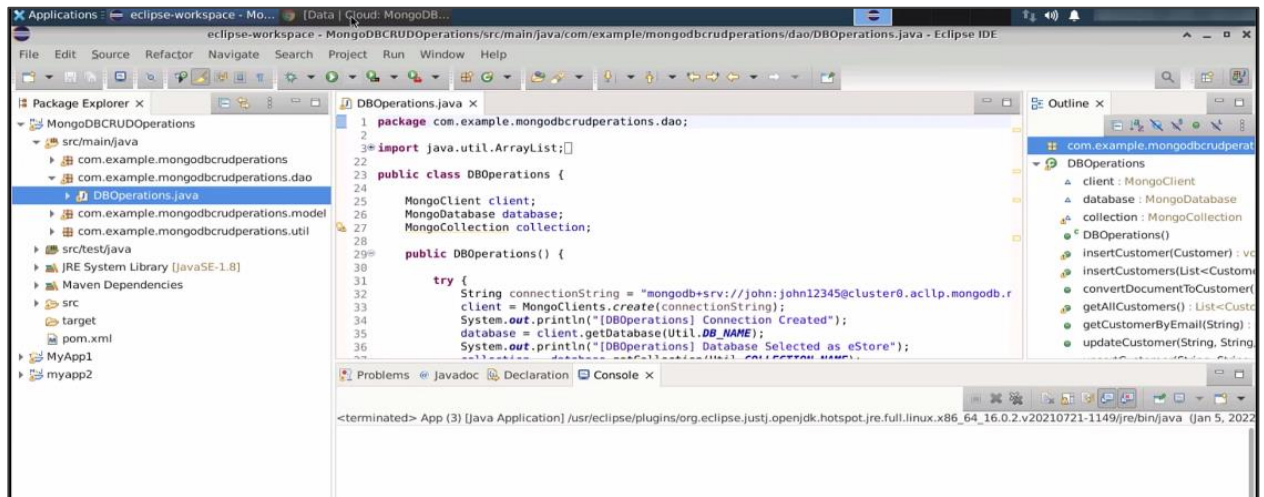 Applications : eclipse-workspace - Mo... [Data | Cloud: MongoDB...
eclipse-workspace - MongoDBCRUDOperations/src/main/java/com/example/mongodbcrudperations/dao/DBOperations.java - Eclipse IDE
File Edit Source Refactor Navigate Search Project Run Window Help
Package Explorer
MongoDBCRUDOperations
src/main/java
com.example.mongodbcrudperations
com.example.mongodbcrudperations.dao
DBOperations.java
com.example.mongodbcrudperations.model
com.example.mongodbcrudperations.util
src/test/java
JRE System Library [JavaSE-1.8]
Maven Dependencies
src
target
pom.xml
MyApp1
myapp2
DBOperations.java
1 package com.example.mongodbcrudperations.dao;
2
3 import java.util.ArrayList;
22
23 public class DBOperations {
24
25 MongoClient client;
26 MongoDatabase database;
27 MongoCollection collection;
28
29 public DBOperations() {
30
31 try {
32 String connectionString = "mongodb+srv://john:john12345@cluster0.acllp.mongodb.r
33 client = MongoClients.create(connectionString);
34 System.out.println("[DBOperations] Connection Created");
35 database = client.getDatabase(Util.DB_NAME);
36 System.out.println("[DBOperations] Database Selected as eStore");
37 collection = database.getCollection(Util.COLLECTION_NAME);
Outline
com.example.mongodbcrudperat
DBOperations
client : MongoClient
database : MongoDatabase
collection : MongoCollection
DBOperations()
insertCustomer(Customer) : vo
insertCustomers(List<Custome
convertDocumentToCustomer(
getAllCustomers() : List<Custo
getCustomerByEmail(String) :
updateCustomer(String, String,
Problems Javadoc Declaration Console
<terminated> App (3) [Java Application] /usr/eclipse/plugins/org.eclipse.justj.openjdk.hotspot.jre.full.linux.x86_64_16.0.2.v20210721-1149/jre/bin/java (Jan 5, 2022